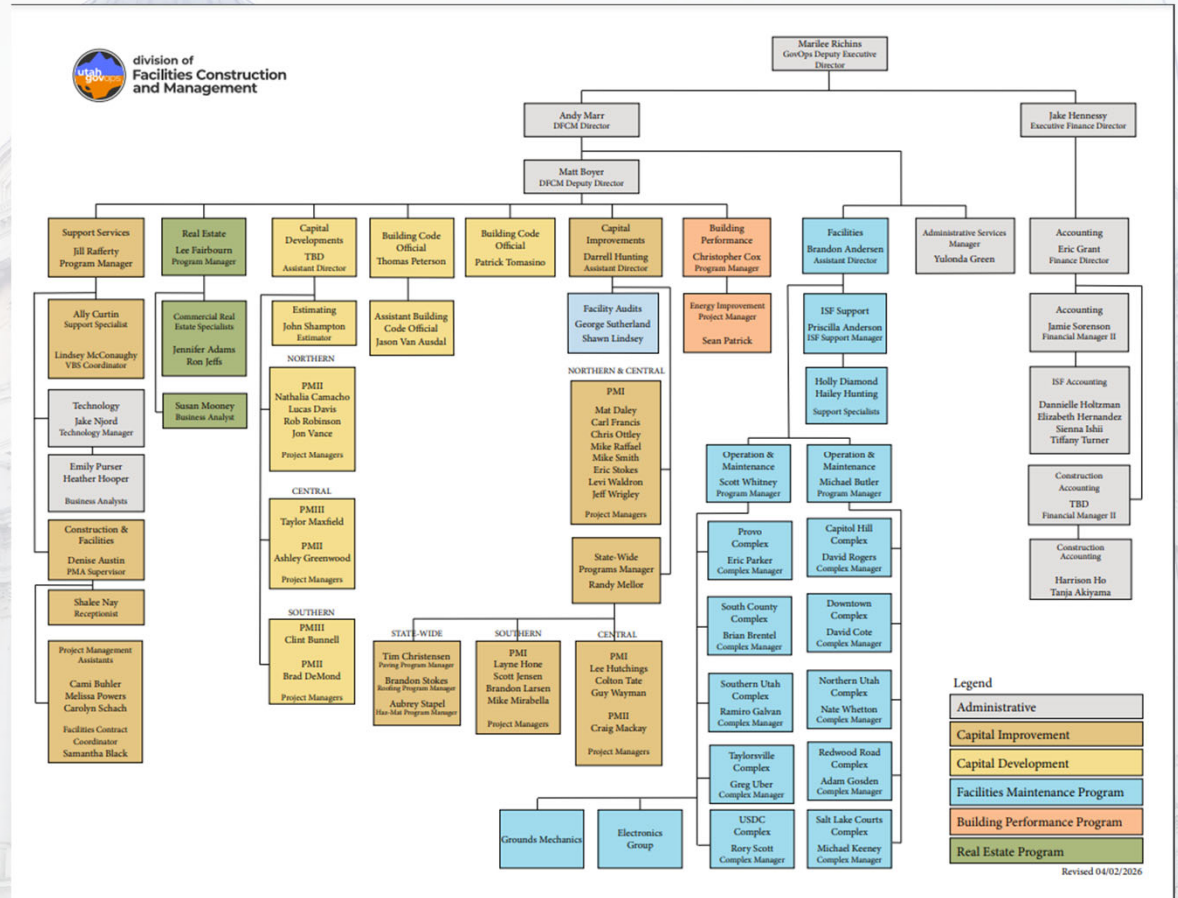 utah
govops
division of
Facilities Construction
and Management
Marilee Richins
GovOps Deputy Executive
Director
Andy Marr
DFCM Director
Jake Hennessy
Executive Finance Director
Matt Boyer
DFCM Deputy Director
Support Services
Jill Rafferty
Program Manager
Real Estate
Lee Fairbourn
Program Manager
Capital
Developments
TBD
Assistant Director
Building Code
Official
Thomas Peterson
Building Code
Official
Patrick Tomasino
Capital
Improvements
Darrell Hunting
Assistant Director
Building
Performance
Christopher Cox
Program Manager
Facilities
Brandon Andersen
Assistant Director
Administrative Services
Manager
Yulonda Green
Accounting
Eric Grant
Finance Director
Ally Curtin
Support Specialist
Lindsey McConaughy
VBS Coordinator
Technology
Jake Njord
Technology Manager
Emily Purser
Heather Hooper
Business Analysts
Construction &
Facilities
Denise Austin
PMA Supervisor
Shalee Nay
Receptionist
Project Management
Assistants
Cami Buhler
Melissa Powers
Carolyn Schach
Facilities Contract
Coordinator
Samantha Black
Commercial Real
Estate Specialists
Jennifer Adams
Ron Jeffs
Susan Mooney
Business Analyst
Estimating
John Shampton
Estimator
NORTHERN
PMII
Nathalia Camacho
Lucas Davis
Rob Robinson
Jon Vance
Project Managers
CENTRAL
PMIII
Taylor Maxfield
PMII
Ashley Greenwood
Project Managers
SOUTHERN
PMIII
Clint Bunnell
PMII
Brad DeMond
Project Managers
Assistant Building
Code Official
Jason Van Ausdal
Facility Audits
George Sutherland
Shawn Lindsey
NORTHERN & CENTRAL
PMI
Mat Daley
Carl Francis
Chris Ottley
Mike Raffael
Mike Smith
Eric Stokes
Levi Waldron
Jeff Wrigley
Project Managers
State-Wide
Programs Manager
Randy Mellor
STATE-WIDE
Tim Christensen
Paving Program Manager
Brandon Stokes
Roofing Program Manager
Aubrey Stapel
Haz-Mat Program Manager
SOUTHERN
PMI
Layne Hone
Scott Jensen
Brandon Larsen
Mike Mirabella
Project Managers
CENTRAL
PMI
Lee Hutchings
Colton Tate
Guy Wayman
PMII
Craig Mackay
Project Managers
Energy Improvement
Project Manager
Sean Patrick
ISF Support
Priscilla Anderson
ISF Support Manager
Holly Diamond
Hailey Hunting
Support Specialists
Operation &
Maintenance
Scott Whitney
Program Manager
Operation &
Maintenance
Michael Butler
Program Manager
Provo
Complex
Eric Parker
Complex Manager
South County
Complex
Brian Brentel
Complex Manager
Southern Utah
Complex
Ramiro Galvan
Complex Manager
Taylorsville
Complex
Greg Uber
Complex Manager
USDC
Complex
Rory Scott
Complex Manager
Grounds Mechanics
Electronics
Group
Capitol Hill
Complex
David Rogers
Complex Manager
Downtown
Complex
David Cote
Complex Manager
Northern Utah
Complex
Nate Whetton
Complex Manager
Redwood Road
Complex
Adam Gosden
Complex Manager
Salt Lake Courts
Complex
Michael Keeney
Complex Manager
Accounting
Jamie Sorenson
Financial Manager II
ISF Accounting
Dannielle Holtzman
Elizabeth Hernandez
Sienna Ishii
Tiffany Turner
Construction
Accounting
TBD
Financial Manager II
Construction
Accounting
Harrison Ho
Tanja Akiyama
Legend
Administrative
Capital Improvement
Capital Development
Facilities Maintenance Program
Building Performance Program
Real Estate Program
Revised 04/02/2026